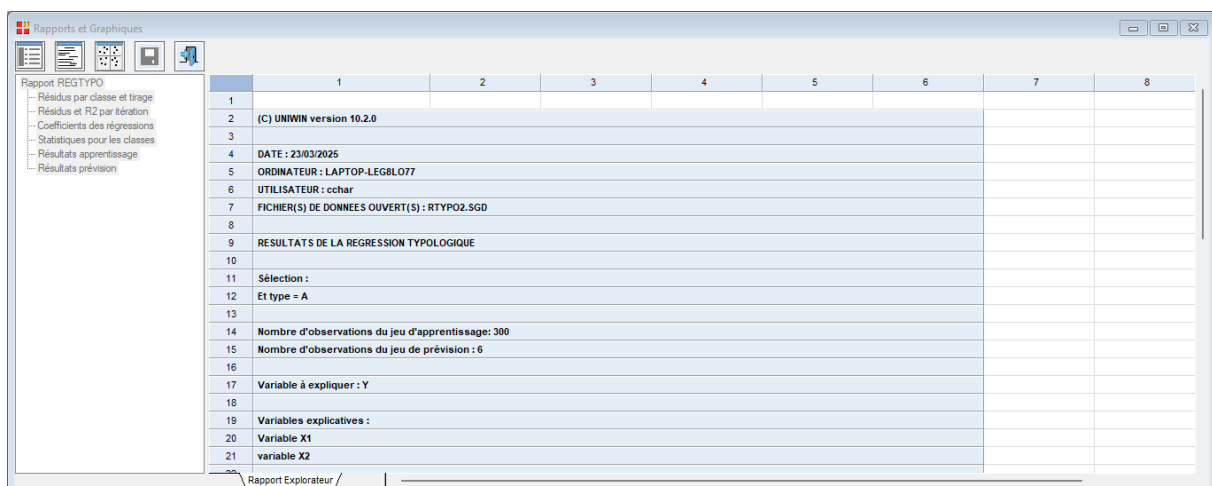 Rapports et Graphiques
Rapport REGTYPO
Résidus par classe et tirage
Résidus et R2 par itération
Coefficients des régressions
Statistiques pour les classes
Résultats apprentissage
Résultats prévision
1 2 3 4 5 6 7 8
1
2 (C) UNIWIN version 10.2.0
3
4 DATE : 23/03/2025
5 ORDINATEUR : LAPTOP-LEG8LO77
6 UTILISATEUR : cchar
7 FICHIER(S) DE DONNEES OUVERT(S) : RTYPO2.SGD
8
9 RESULTATS DE LA REGRESSION TYPOLOGIQUE
10
11 Sélection :
12 Et type = A
13
14 Nombre d'observations du jeu d'apprentissage: 300
15 Nombre d'observations du jeu de prévision : 6
16
17 Variable à expliquer : Y
18
19 Variables explicatives :
20 Variable X1
21 variable X2
Rapport Explorateur